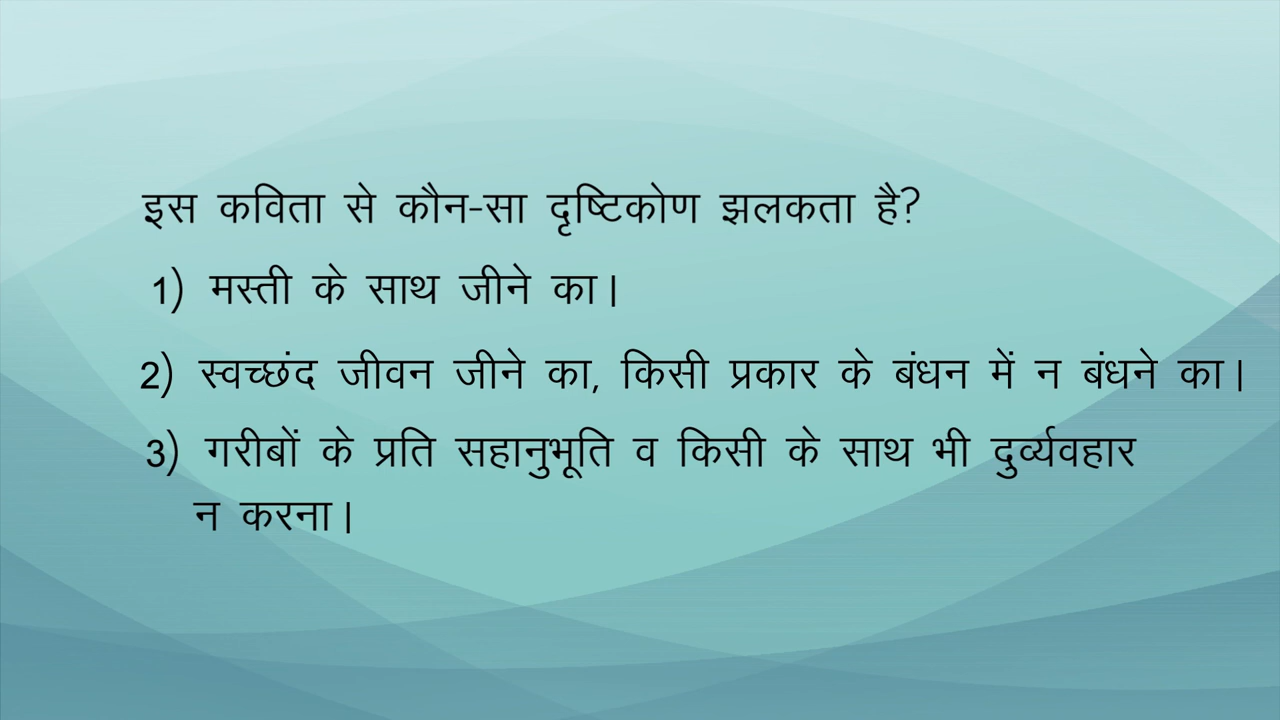 इस कविता से कौन-सा दृष्टिकोण झलकता है?
1) मस्ती के साथ जीने का।
2) स्वच्छंद जीवन जीने का, किसी प्रकार के बंधन में न बंधने का।
3) गरीबों के प्रति सहानुभूति व किसी के साथ भी दुर्व्यवहार
न करना।